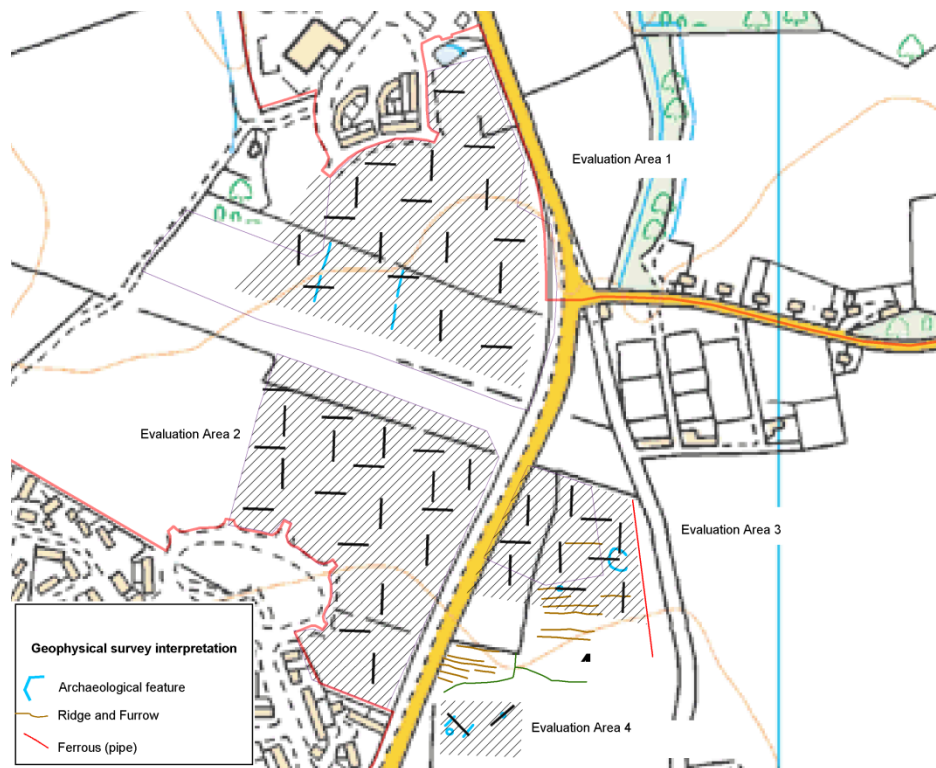 Evaluation Area 1
Evaluation Area 2
Evaluation Area 3
Geophysical survey interpretation
Archaeological feature
Ridge and Furrow
Ferrous (pipe)
Evaluation Area 4